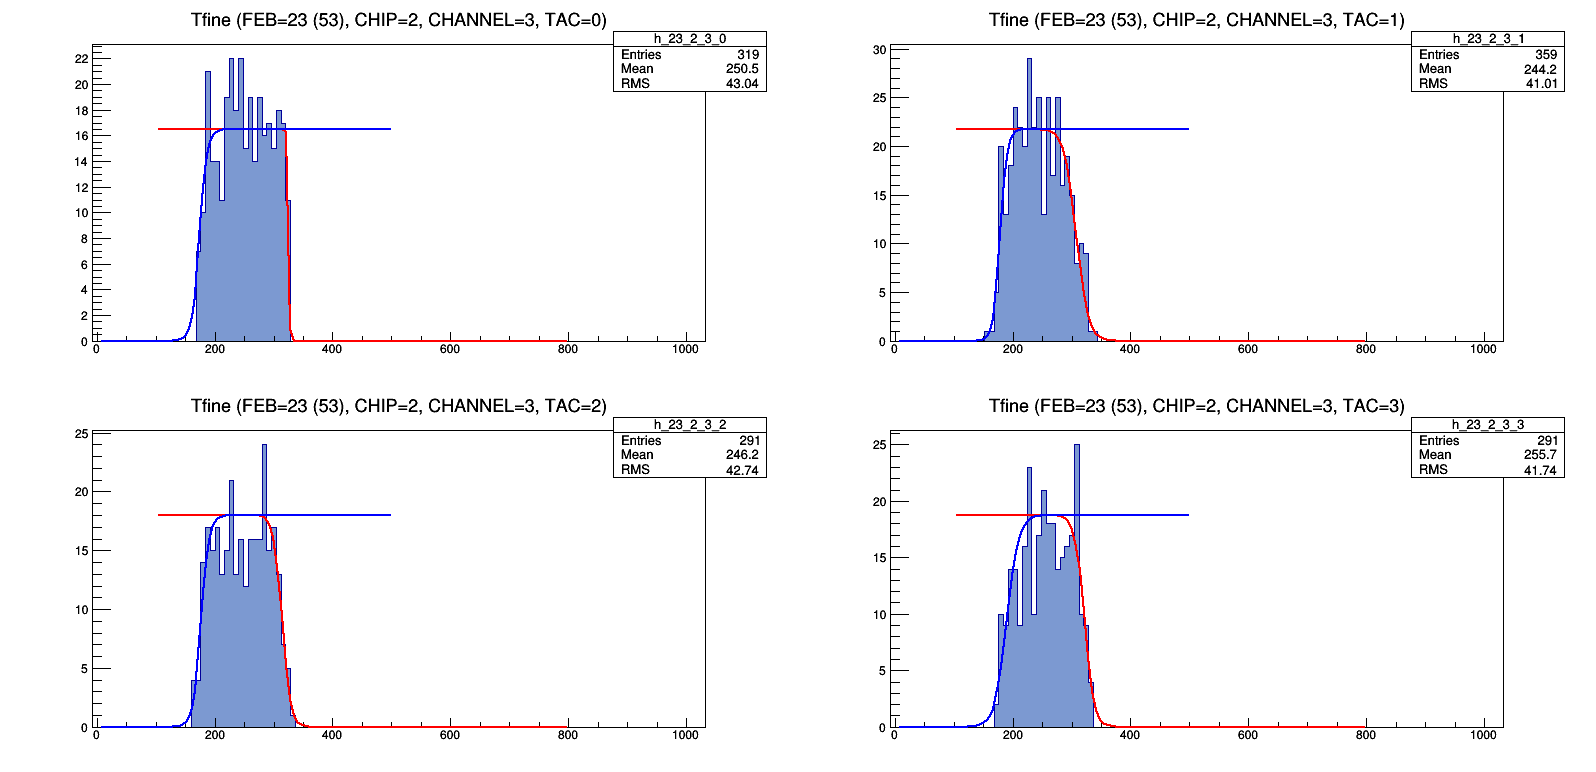 Tfine (FEB=23 (53), CHIP=2, CHANNEL=3, TAC=0)
h_23_2_3_0
Entries 319
Mean 250.5
RMS 43.04
22
20
18
16
14
12
10
8
6
4
2
0
0 200 400 600 800 1000
Tfine (FEB=23 (53), CHIP=2, CHANNEL=3, TAC=1)
h_23_2_3_1
Entries 359
Mean 244.2
RMS 41.01
30
25
20
15
10
5
0
0 200 400 600 800 1000
Tfine (FEB=23 (53), CHIP=2, CHANNEL=3, TAC=2)
h_23_2_3_2
Entries 291
Mean 246.2
RMS 42.74
25
20
15
10
5
0
0 200 400 600 800 1000
Tfine (FEB=23 (53), CHIP=2, CHANNEL=3, TAC=3)
h_23_2_3_3
Entries 291
Mean 255.7
RMS 41.74
25
20
15
10
5
0
0 200 400 600 800 1000